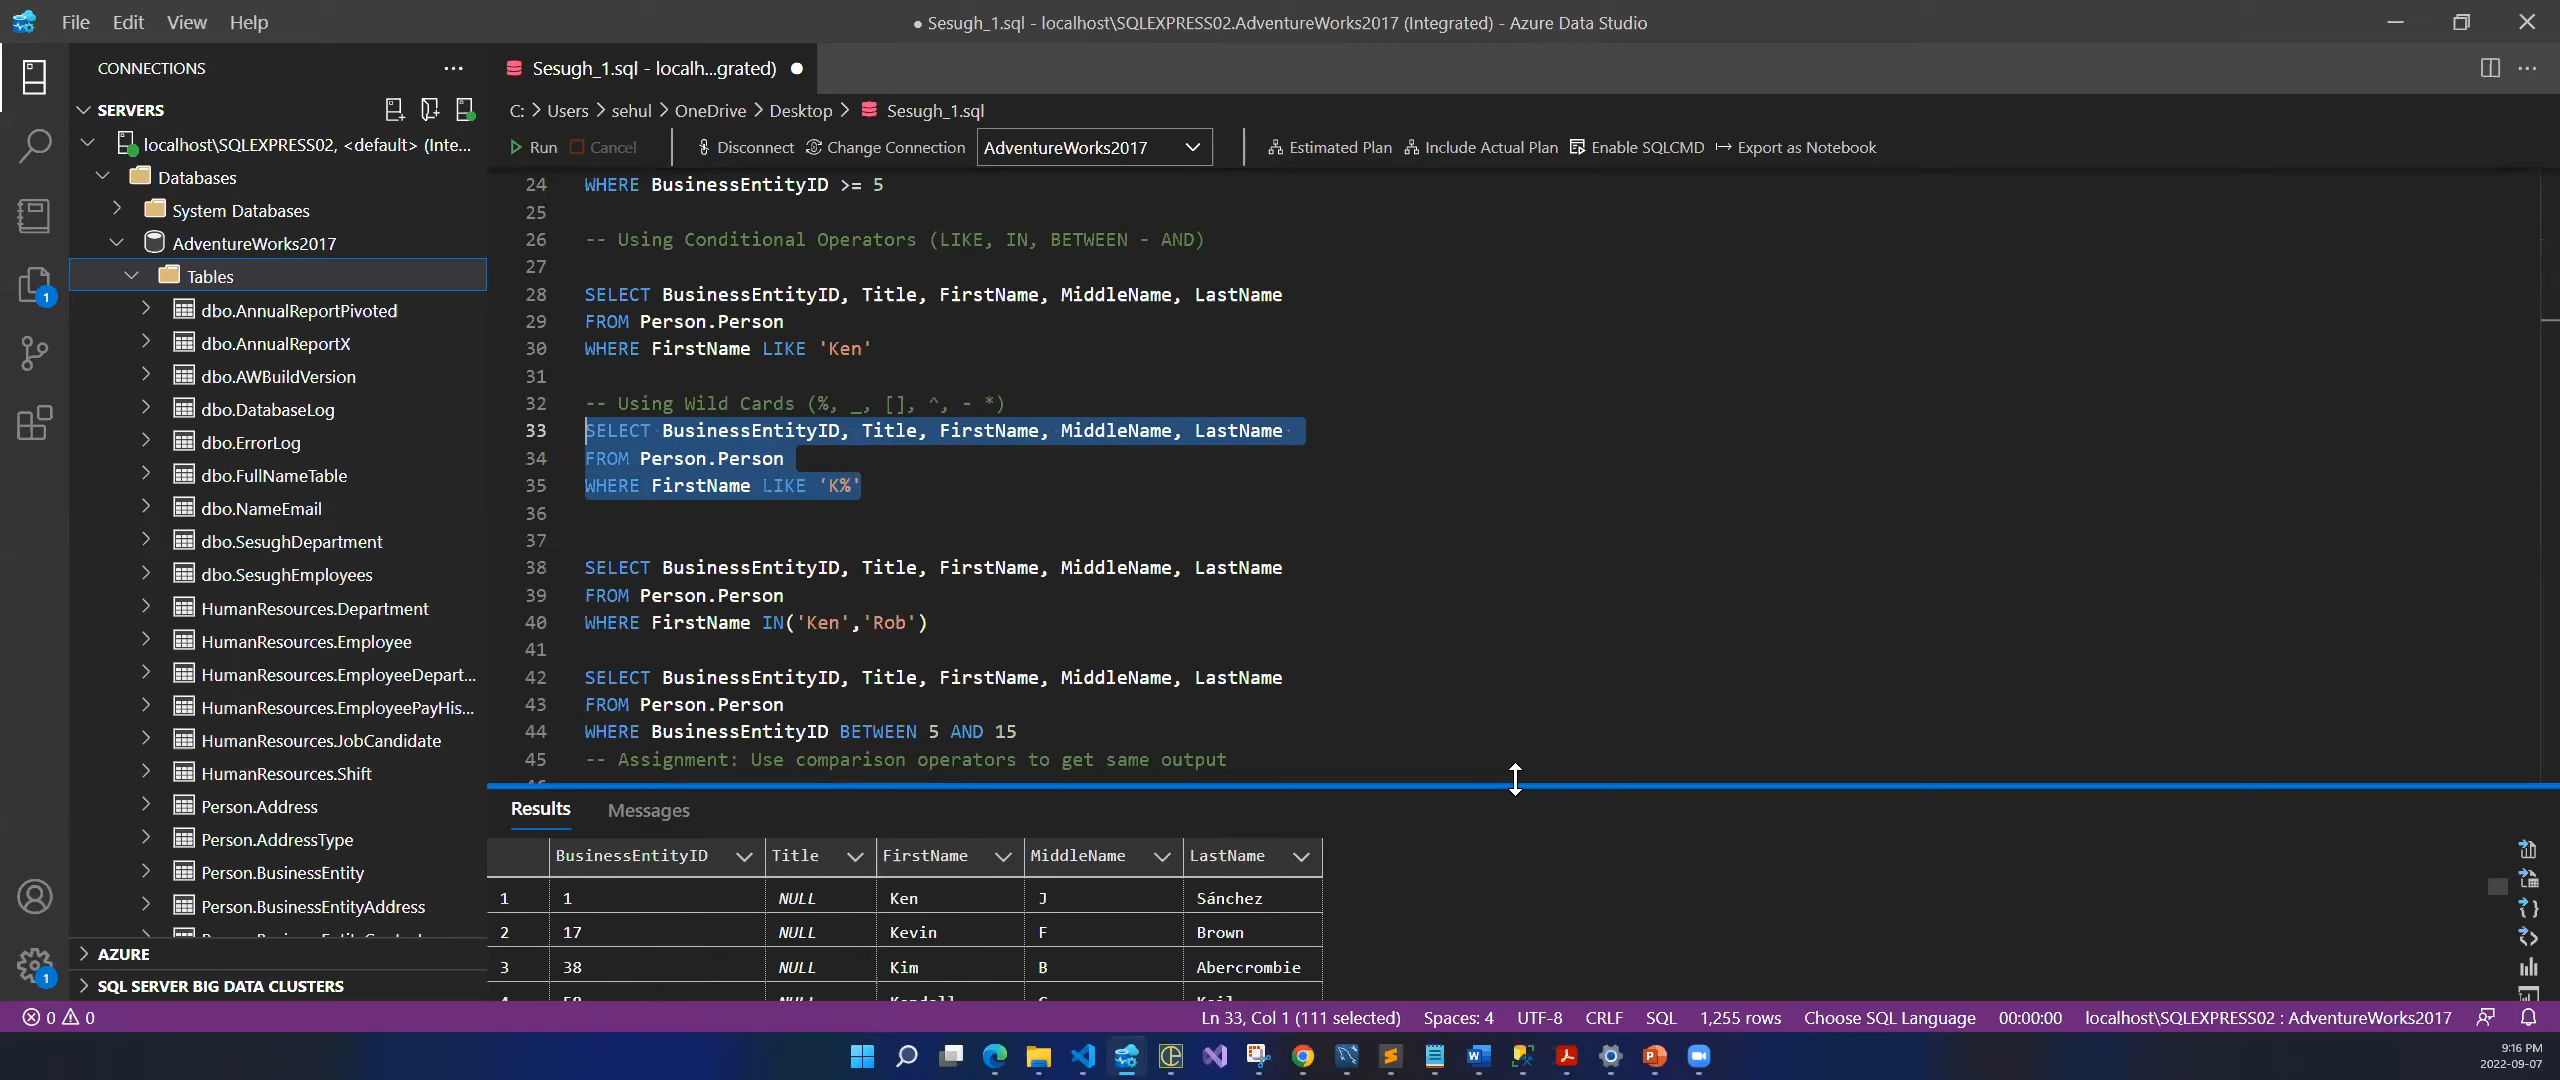 File Edit View Help
● Sesugh_1.sql - localhost\SQLEXPRESS02.AdventureWorks2017 (Integrated) - Azure Data Studio
CONNECTIONS
SERVERS
localhost\SQLEXPRESS02, <default> (Inte...
Databases
System Databases
AdventureWorks2017
Tables
dbo.AnnualReportPivoted
dbo.AnnualReportX
dbo.AWBuildVersion
dbo.DatabaseLog
dbo.ErrorLog
dbo.FullNameTable
dbo.NameEmail
dbo.SesughDepartment
dbo.SesughEmployees
HumanResources.Department
HumanResources.Employee
HumanResources.EmployeeDepart...
HumanResources.EmployeePayHis...
HumanResources.JobCandidate
HumanResources.Shift
Person.Address
Person.AddressType
Person.BusinessEntity
Person.BusinessEntityAddress
AZURE
SQL SERVER BIG DATA CLUSTERS
1
1
Sesugh_1.sql - localh...grated) ●
C: > Users > sehul > OneDrive > Desktop > Sesugh_1.sql
Run Cancel Disconnect Change Connection AdventureWorks2017 Estimated Plan Include Actual Plan Enable SQLCMD Export as Notebook
24 WHERE BusinessEntityID >= 5
25
26 -- Using Conditional Operators (LIKE, IN, BETWEEN - AND)
27
28 SELECT BusinessEntityID, Title, FirstName, MiddleName, LastName
29 FROM Person.Person
30 WHERE FirstName LIKE 'Ken'
31
32 -- Using Wild Cards (%, _, [], ^, - *)
33 SELECT BusinessEntityID, Title, FirstName, MiddleName, LastName
34 FROM Person.Person
35 WHERE FirstName LIKE 'K%'
36
37
38 SELECT BusinessEntityID, Title, FirstName, MiddleName, LastName
39 FROM Person.Person
40 WHERE FirstName IN('Ken','Rob')
41
42 SELECT BusinessEntityID, Title, FirstName, MiddleName, LastName
43 FROM Person.Person
44 WHERE BusinessEntityID BETWEEN 5 AND 15
45 -- Assignment: Use comparison operators to get same output
Results Messages
BusinessEntityID Title FirstName MiddleName LastName
1 1 NULL Ken J Sánchez
2 17 NULL Kevin F Brown
3 38 NULL Kim B Abercrombie
0 0 Ln 33, Col 1 (111 selected) Spaces: 4 UTF-8 CRLF SQL 1,255 rows Choose SQL Language 00:00:00 localhost\SQLEXPRESS02 : AdventureWorks2017
9:16 PM
2022-09-07